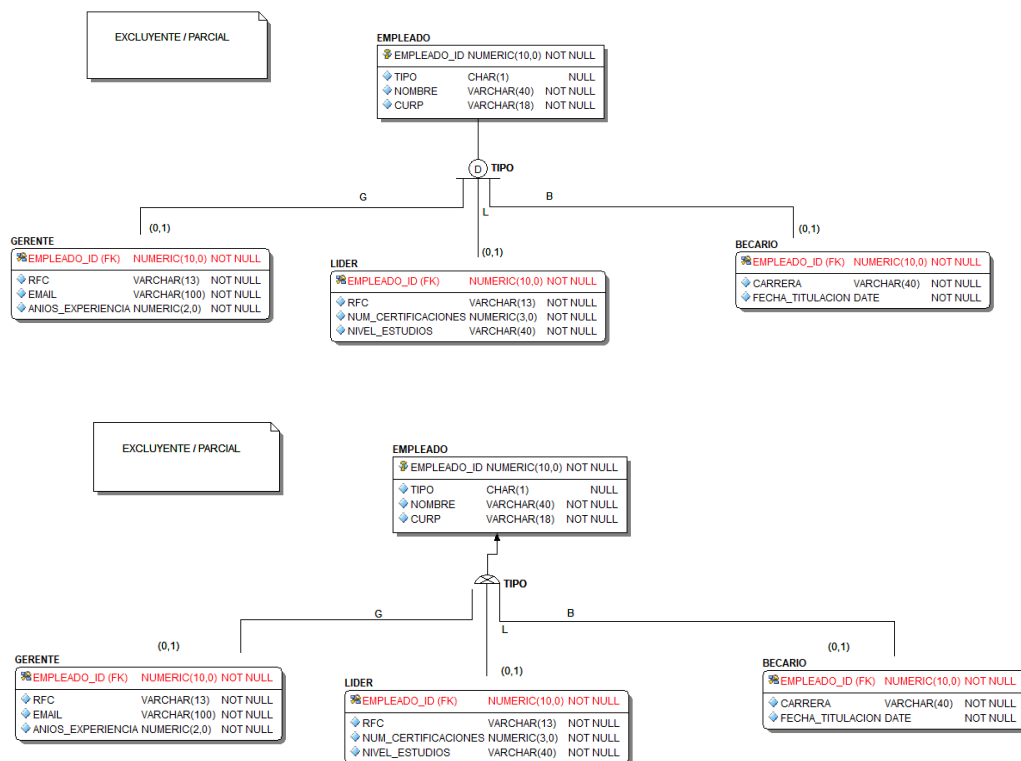 EXCLUYENTE / PARCIAL
EMPLEADO
EMPLEADO_ID NUMERIC(10,0) NOT NULL
TIPO CHAR(1) NULL
NOMBRE VARCHAR(40) NOT NULL
CURP VARCHAR(18) NOT NULL
D TIPO
G
L
B
(0,1)
(0,1)
(0,1)
GERENTE
EMPLEADO_ID (FK) NUMERIC(10,0) NOT NULL
RFC VARCHAR(13) NOT NULL
EMAIL VARCHAR(100) NOT NULL
ANIOS_EXPERIENCIA NUMERIC(2,0) NOT NULL
LIDER
EMPLEADO_ID (FK) NUMERIC(10,0) NOT NULL
RFC VARCHAR(13) NOT NULL
NUM_CERTIFICACIONES NUMERIC(3,0) NOT NULL
NIVEL_ESTUDIOS VARCHAR(40) NOT NULL
BECARIO
EMPLEADO_ID (FK) NUMERIC(10,0) NOT NULL
CARRERA VARCHAR(40) NOT NULL
FECHA_TITULACION DATE NOT NULL
EXCLUYENTE / PARCIAL
EMPLEADO
EMPLEADO_ID NUMERIC(10,0) NOT NULL
TIPO CHAR(1) NULL
NOMBRE VARCHAR(40) NOT NULL
CURP VARCHAR(18) NOT NULL
TIPO
G
L
B
(0,1)
(0,1)
(0,1)
GERENTE
EMPLEADO_ID (FK) NUMERIC(10,0) NOT NULL
RFC VARCHAR(13) NOT NULL
EMAIL VARCHAR(100) NOT NULL
ANIOS_EXPERIENCIA NUMERIC(2,0) NOT NULL
LIDER
EMPLEADO_ID (FK) NUMERIC(10,0) NOT NULL
RFC VARCHAR(13) NOT NULL
NUM_CERTIFICACIONES NUMERIC(3,0) NOT NULL
NIVEL_ESTUDIOS VARCHAR(40) NOT NULL
BECARIO
EMPLEADO_ID (FK) NUMERIC(10,0) NOT NULL
CARRERA VARCHAR(40) NOT NULL
FECHA_TITULACION DATE NOT NULL